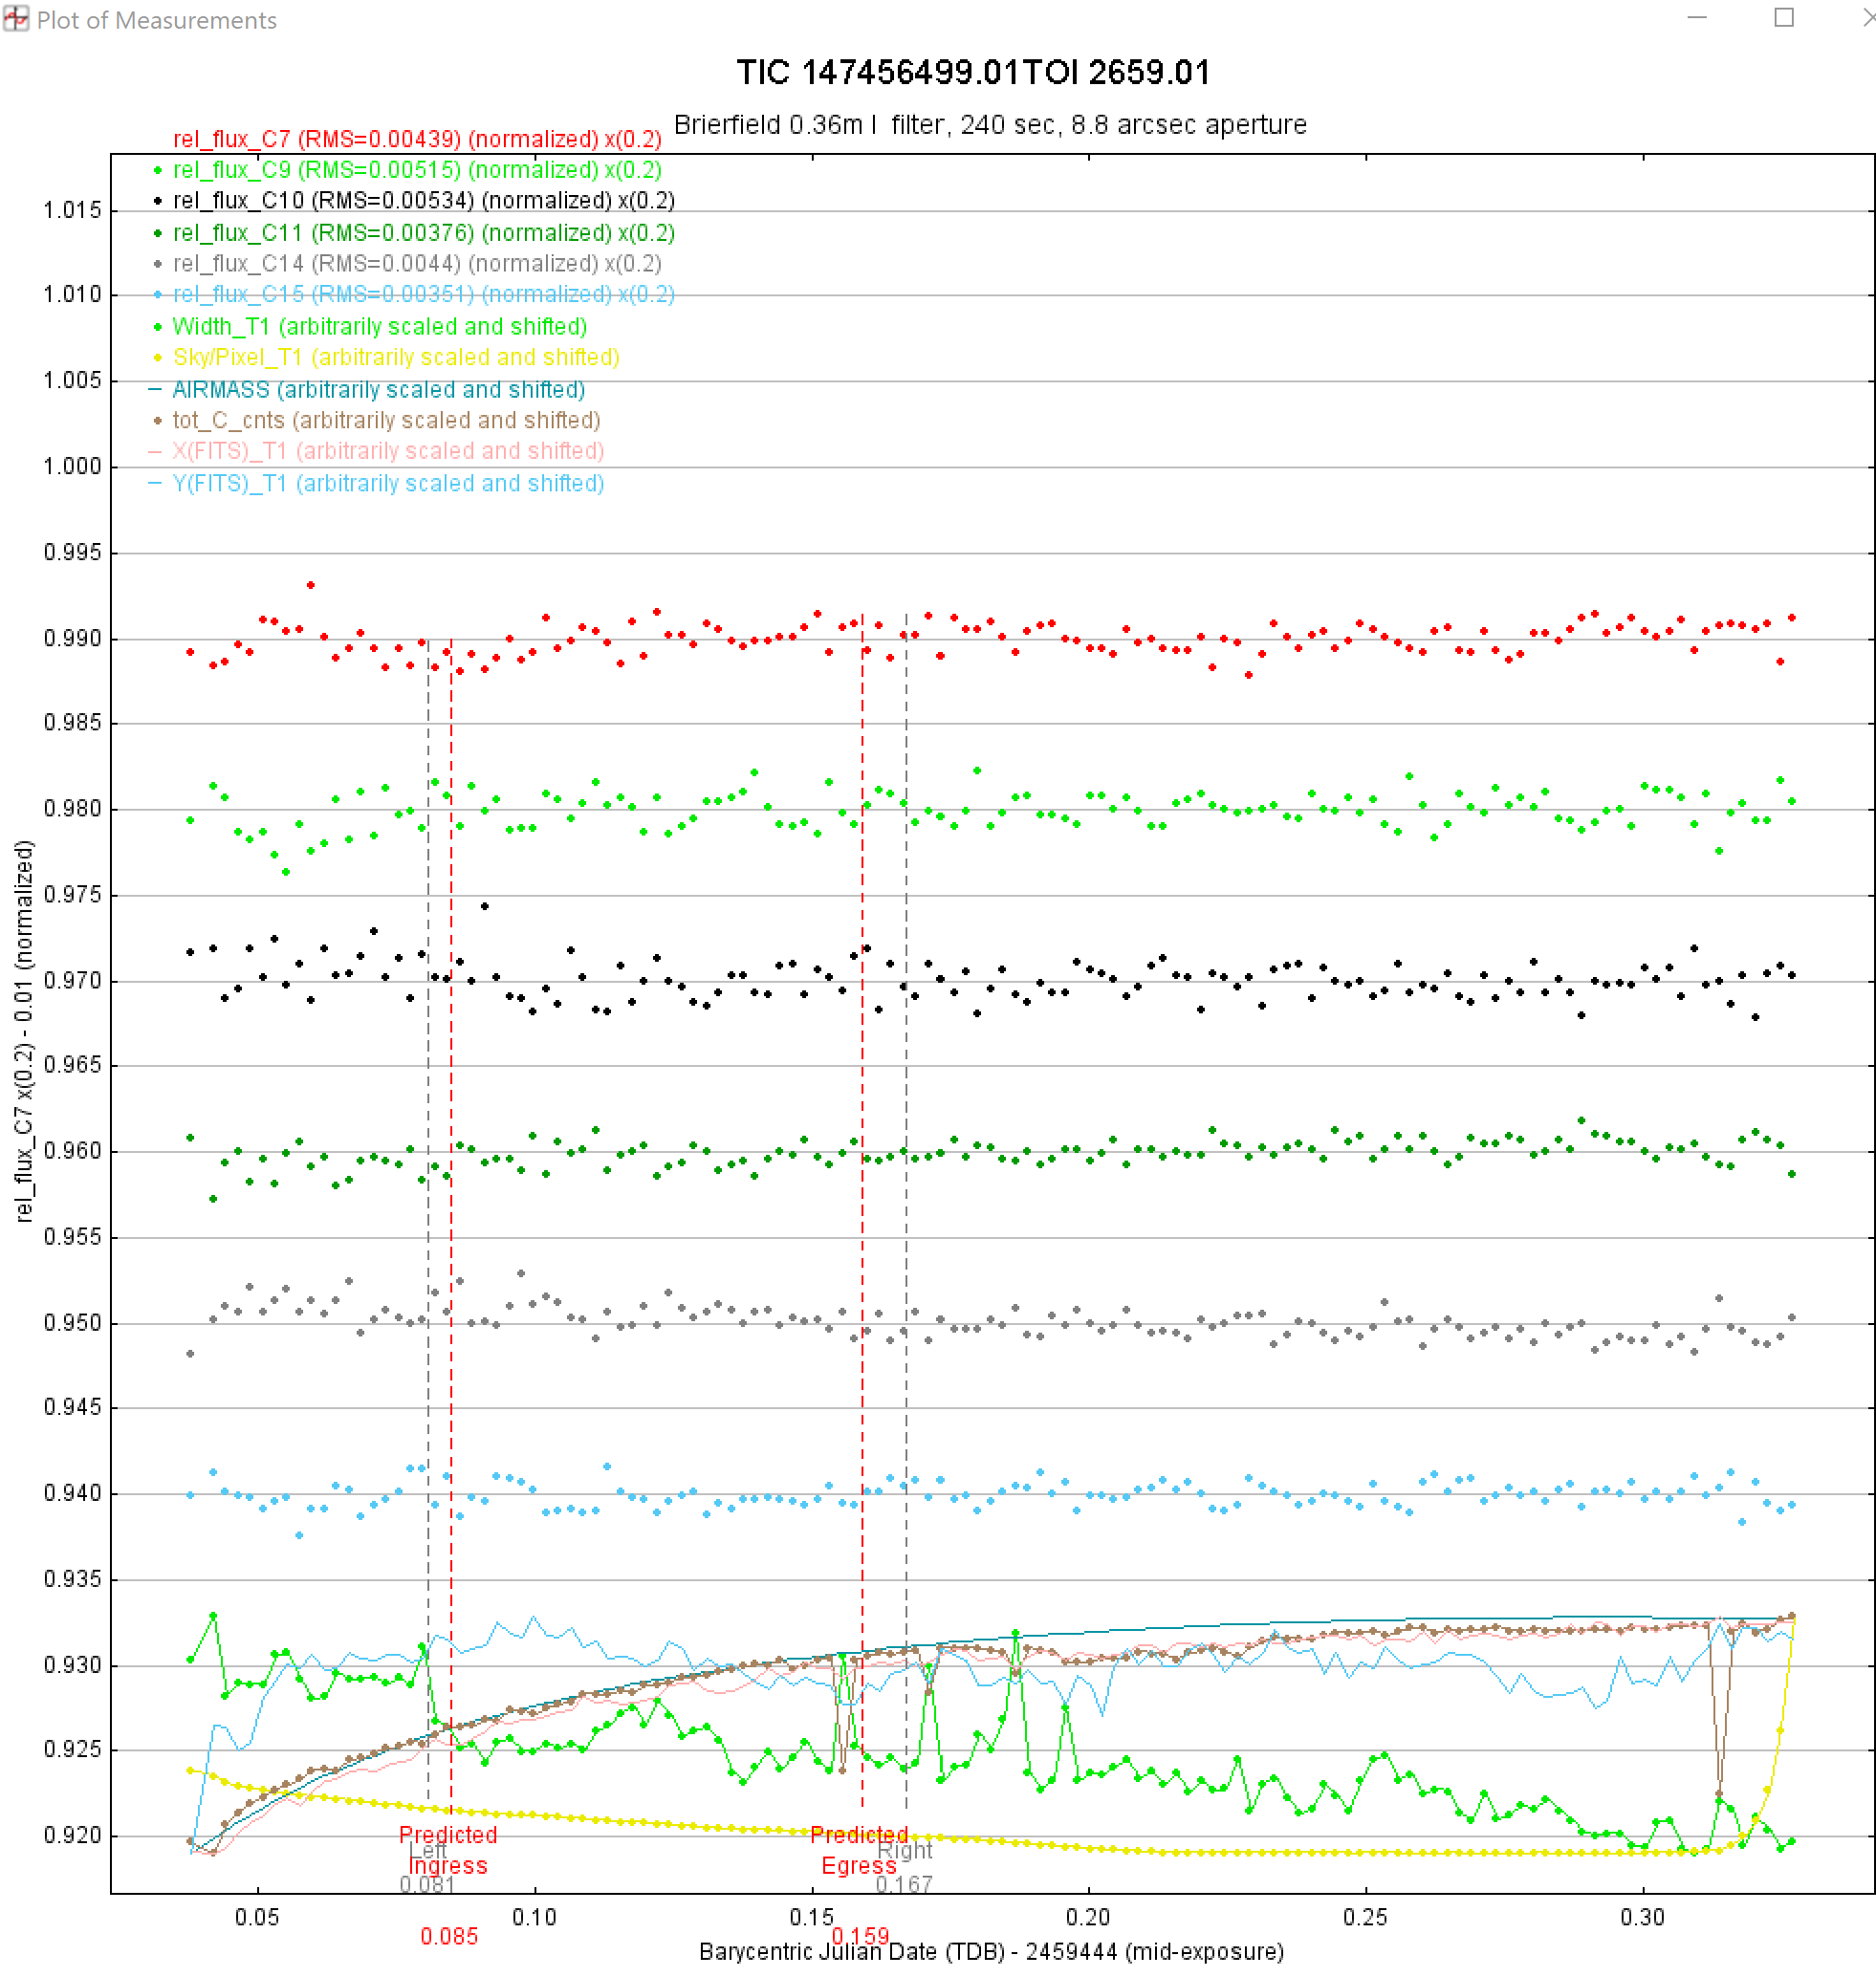 Plot of Measurements
TIC 147456499.01TOI 2659.01
Brierfield 0.36m I filter, 240 sec, 8.8 arcsec aperture
rel_flux_C7 (RMS=0.00439) (normalized) x(0.2)
rel_flux_C9 (RMS=0.00515) (normalized) x(0.2)
rel_flux_C10 (RMS=0.00534) (normalized) x(0.2)
rel_flux_C11 (RMS=0.00376) (normalized) x(0.2)
rel_flux_C14 (RMS=0.0044) (normalized) x(0.2)
rel_flux_C15 (RMS=0.00351) (normalized) x(0.2)
Width_T1 (arbitrarily scaled and shifted)
Sky/Pixel_T1 (arbitrarily scaled and shifted)
AIRMASS (arbitrarily scaled and shifted)
tot_C_cnts (arbitrarily scaled and shifted)
X(FITS)_T1 (arbitrarily scaled and shifted)
Y(FITS)_T1 (arbitrarily scaled and shifted)
1.015
1.010
1.005
1.000
0.995
0.990
0.985
0.980
0.975
0.970
0.965
0.960
0.955
0.950
0.945
0.940
0.935
0.930
0.925
0.920
rel_flux_C7 x(0.2) - 0.01 (normalized)
Predicted
Ingress
Left
0.081
Predicted
Egress
Right
0.167
0.05
0.10
0.15
0.20
0.25
0.30
0.085
0.159
Barycentric Julian Date (TDB) - 2459444 (mid-exposure)